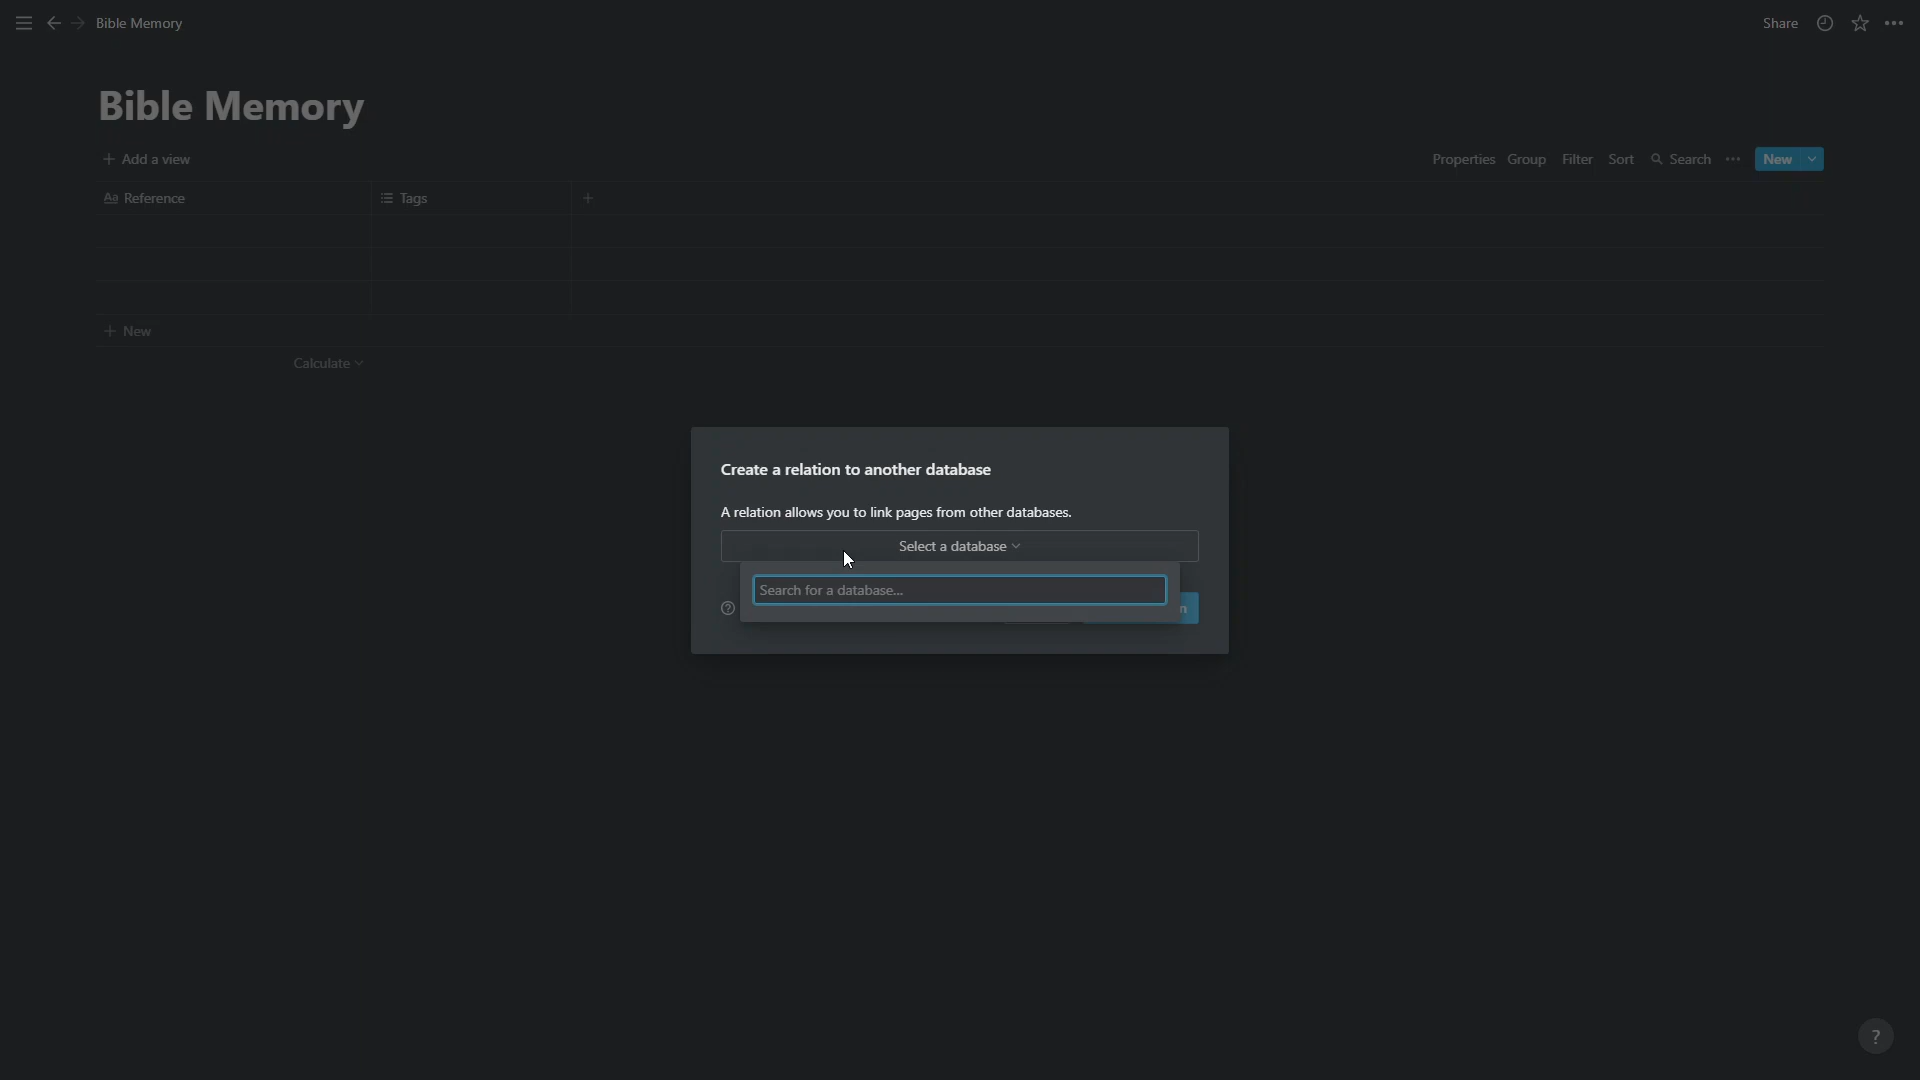 Bible Memory
Share
Bible Memory
Add a view
Properties Group Filter Sort Search New
Aa Reference Tags
New
Calculate
Create a relation to another database
A relation allows you to link pages from other databases.
Select a database
Search for a database...
n
?